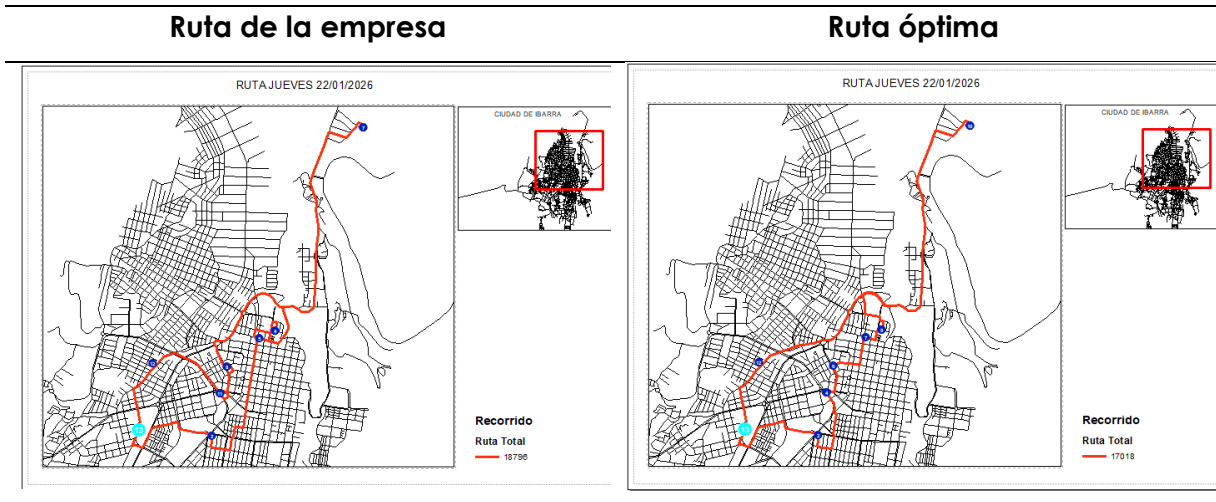 Ruta de la empresa
Ruta óptima
RUTA JUEVES 22/01/2026
CIUDAD DE IBARRA
Recorrido
Ruta Total
18796
RUTA JUEVES 22/01/2026
CIUDAD DE IBARRA
Recorrido
Ruta Total
17018